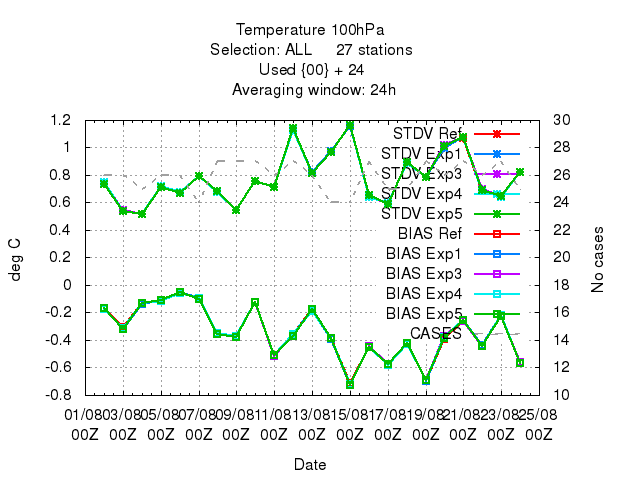 Temperature 100hPa
Selection: ALL 27 stations
Used {00} + 24
Averaging window: 24h
1.2
1
0.8
0.6
0.4
0.2
0
-0.2
-0.4
-0.6
-0.8
deg C
30
28
26
24
22
20
18
16
14
12
10
No cases
STDV Ref
STDV Exp1
STDV Exp3
STDV Exp4
STDV Exp5
BIAS Ref
BIAS Exp1
BIAS Exp3
BIAS Exp4
BIAS Exp5
CASES
01/08 03/08 05/08 07/08 09/08 11/08 13/08 15/08 17/08 19/08 21/08 23/08 25/08
00Z 00Z 00Z 00Z 00Z 00Z 00Z 00Z 00Z 00Z 00Z 00Z 00Z
Date